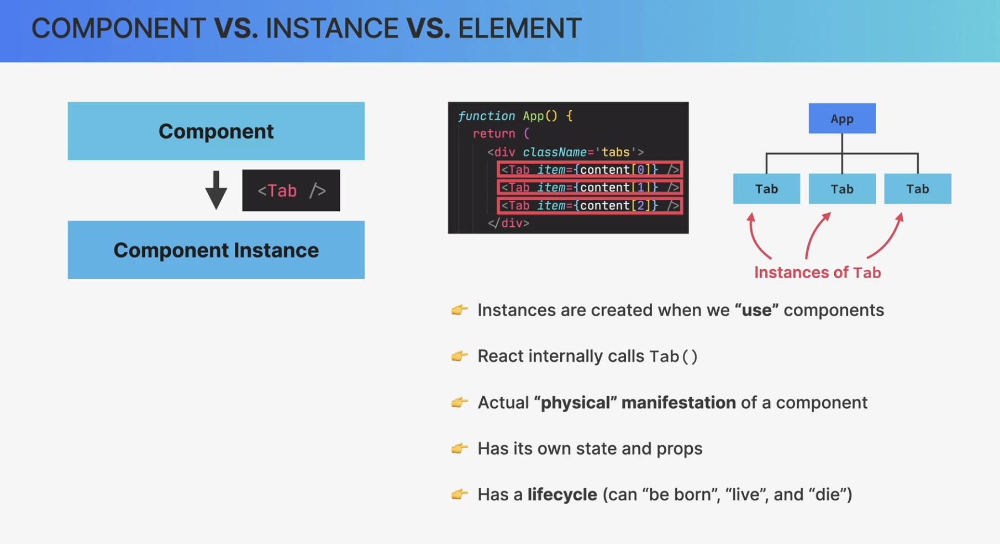 COMPONENT VS. INSTANCE VS. ELEMENT
Component
<Tab />
Component Instance
function App() {
return (
<div className='tabs'>
<Tab item={content[0]} />
<Tab item={content[1]} />
<Tab item={content[2]} />
</div>
App
Tab Tab Tab
Instances of Tab
👉 Instances are created when we “use” components
👉 React internally calls Tab()
👉 Actual “physical” manifestation of a component
👉 Has its own state and props
👉 Has a lifecycle (can “be born”, “live”, and “die”)